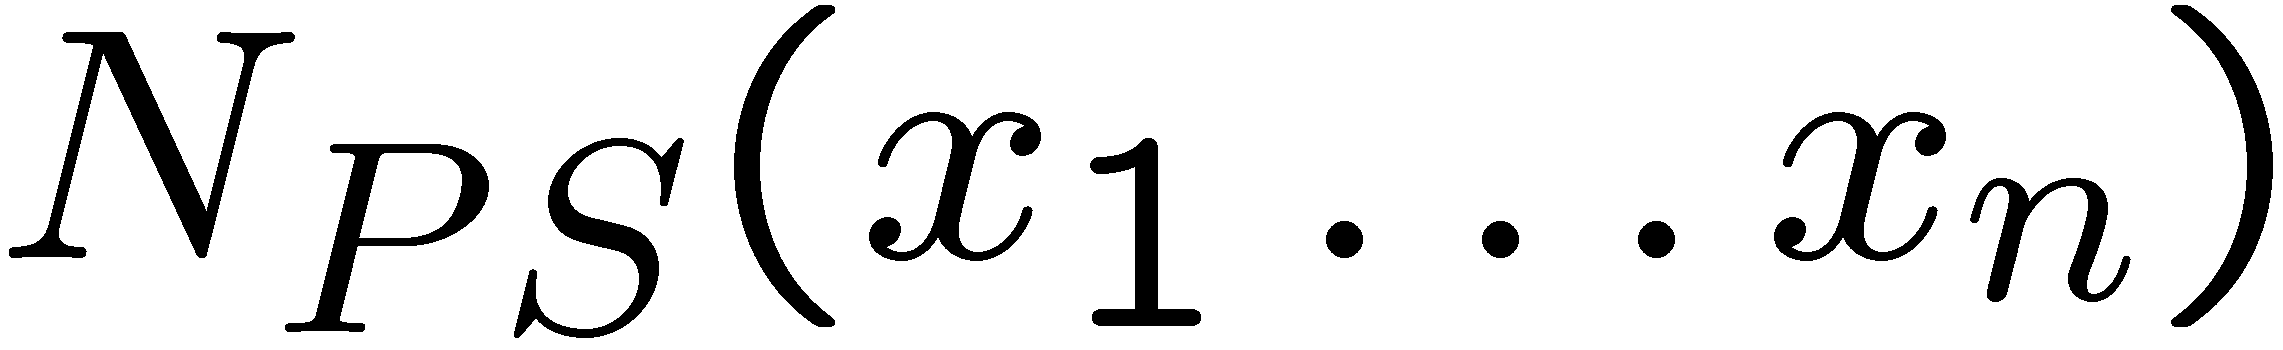 N_{PS}(x_1 . . . x_n)